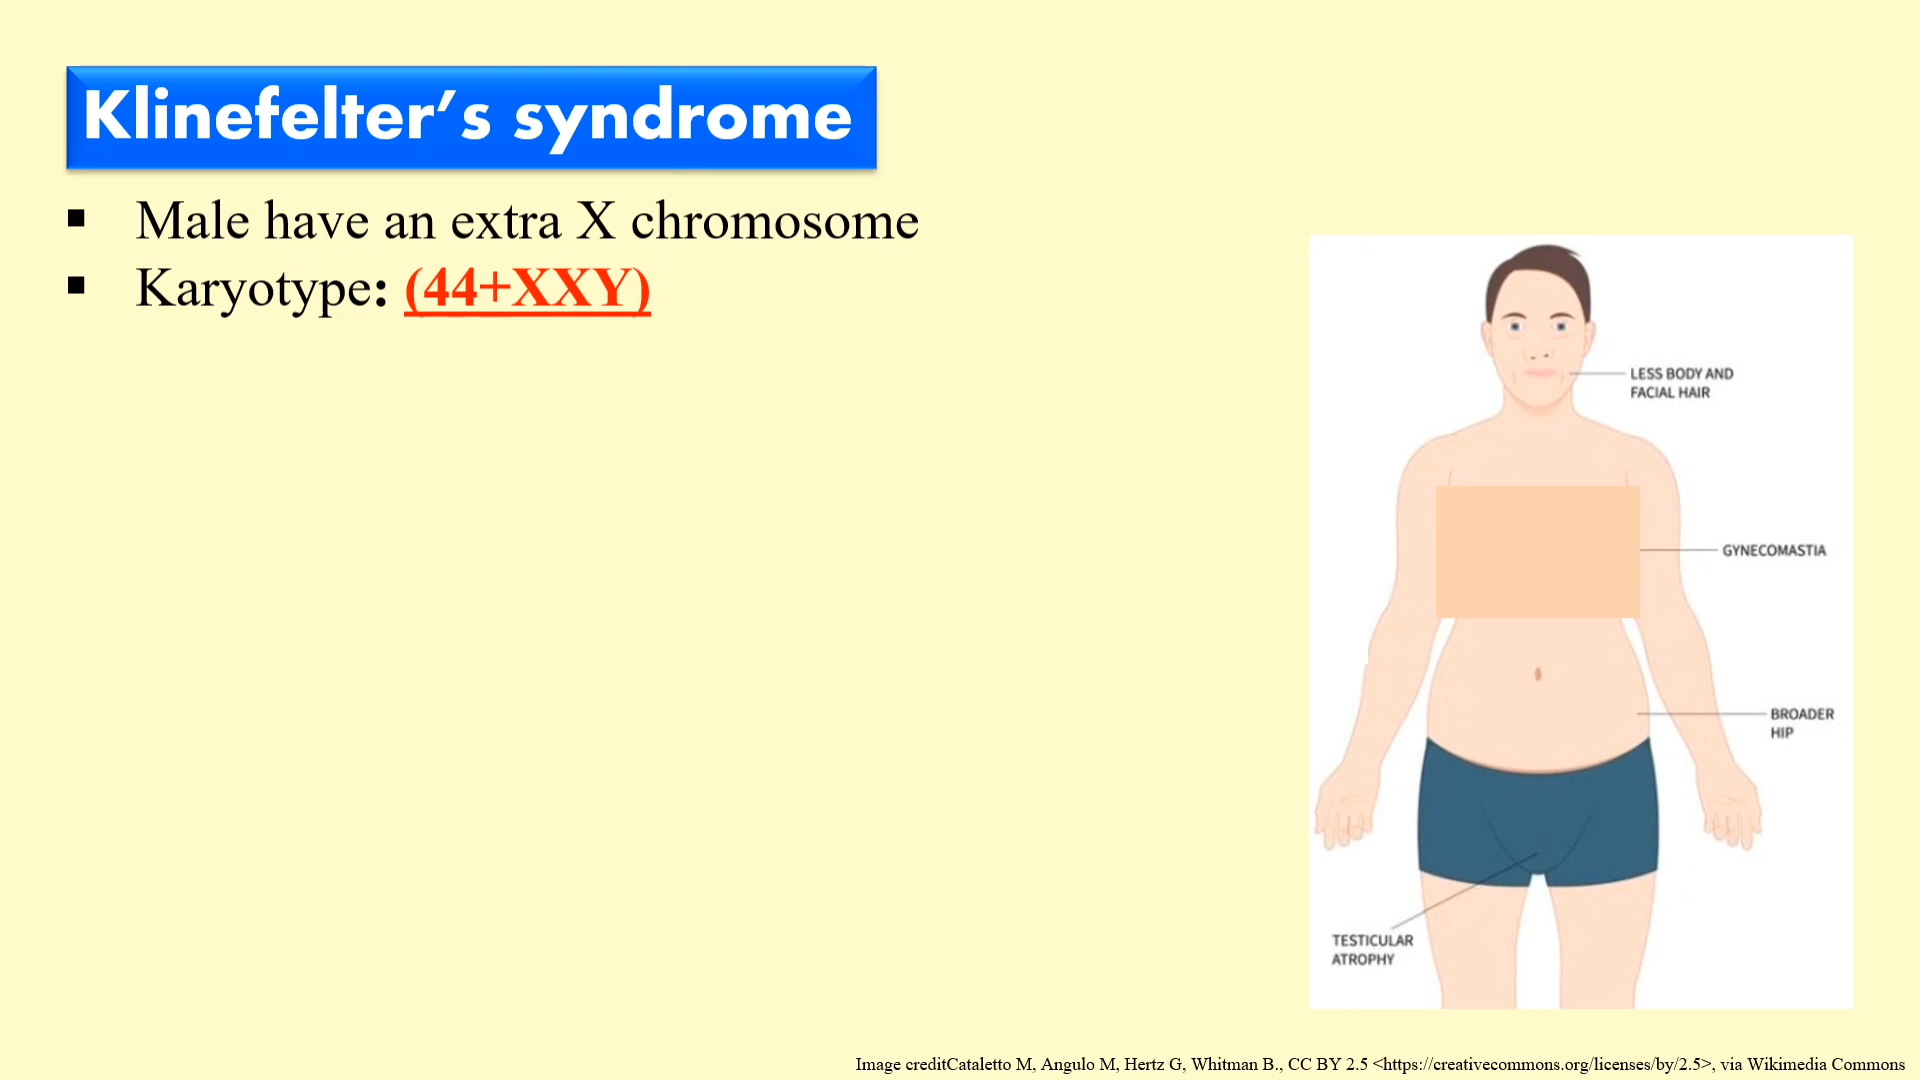 Klinefelter’s syndrome
▪ Male have an extra X chromosome
▪ Karyotype: (44+XXY)
LESS BODY AND
FACIAL HAIR
GYNECOMASTIA
BROADER
HIP
TESTICULAR
ATROPHY
Image creditCataletto M, Angulo M, Hertz G, Whitman B., CC BY 2.5 <https://creativecommons.org/licenses/by/2.5>, via Wikimedia Commons